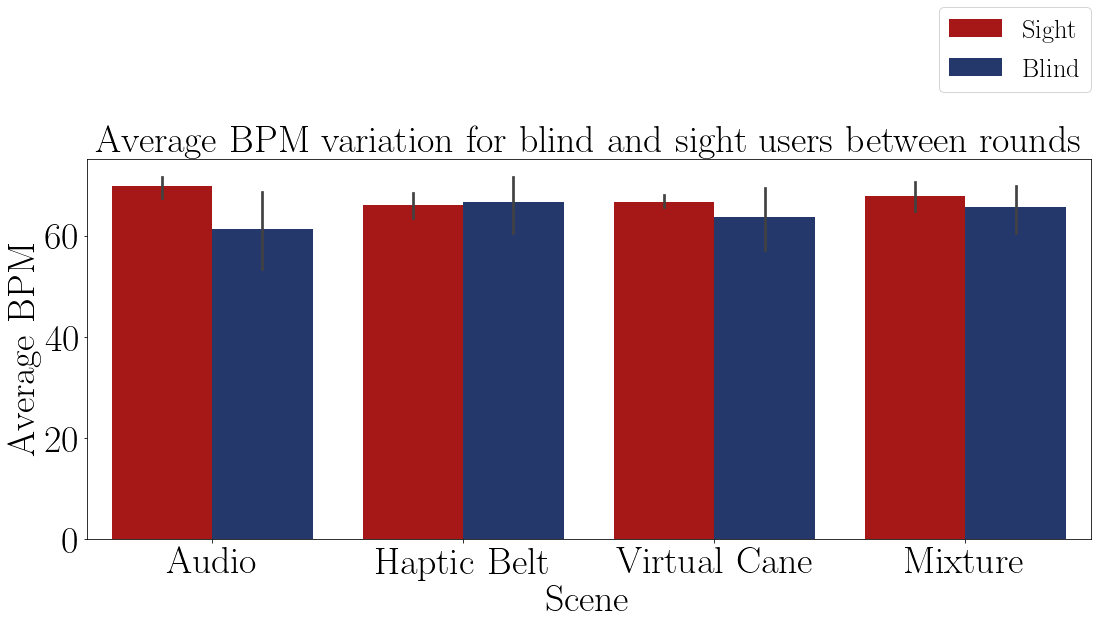 Sight
Blind
Average BPM variation for blind and sight users between rounds
Average BPM
60
40
20
0
Audio
Haptic Belt
Virtual Cane
Mixture
Scene